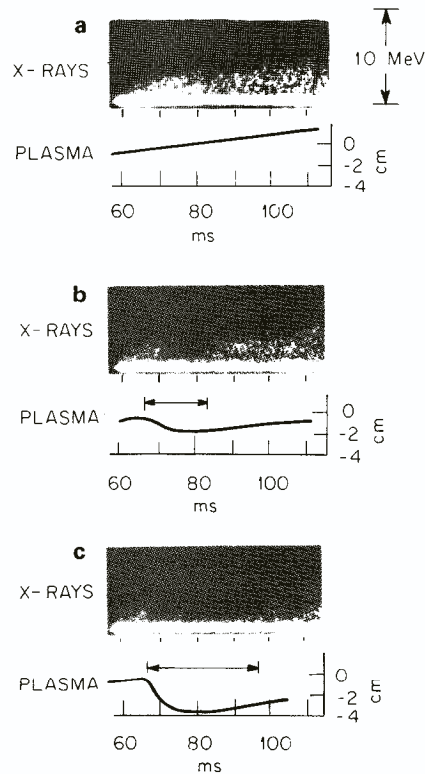 a
X-RAYS
10 MeV
PLASMA
0
-2
-4
cm
60 80 100
ms
b
X-RAYS
PLASMA
0
-2
-4
cm
60 80 100
ms
c
X-RAYS
PLASMA
0
-2
-4
cm
60 80 100
ms